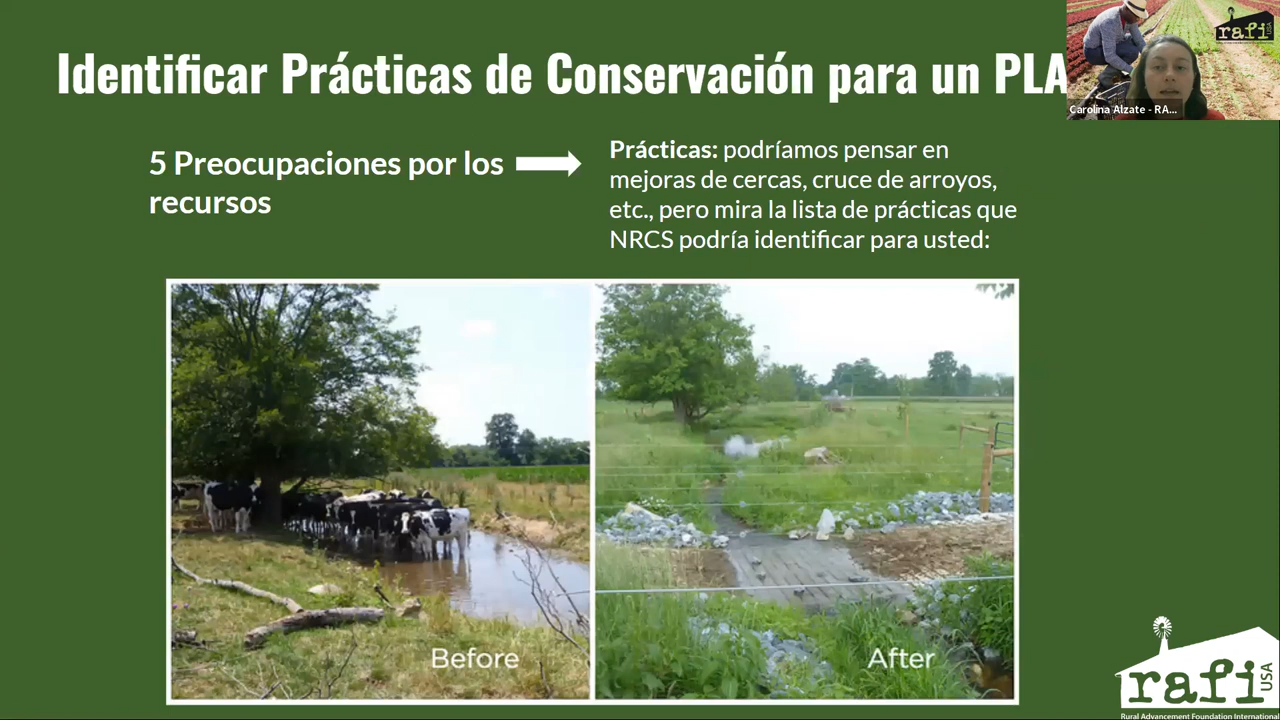 Identificar Prácticas de Conservación para un PLA
rafi
USA
Carolina Alzate - RA...
5 Preocupaciones por los
recursos
Prácticas: podríamos pensar en
mejoras de cercas, cruce de arroyos,
etc., pero mira la lista de prácticas que
NRCS podría identificar para usted:
Before
After
rafi
USA
Rural Advancement Foundation International